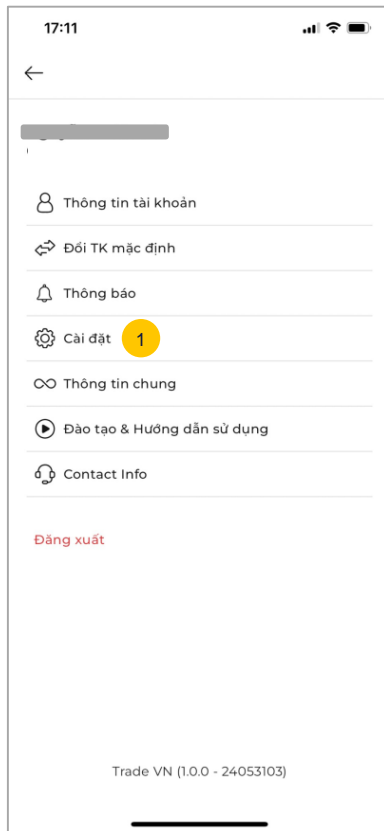 17:11
Thông tin tài khoản
Đổi TK mặc định
Thông báo
Cài đặt 1
Thông tin chung
Đào tạo & Hướng dẫn sử dụng
Contact Info
Đăng xuất
Trade VN (1.0.0 - 24053103)